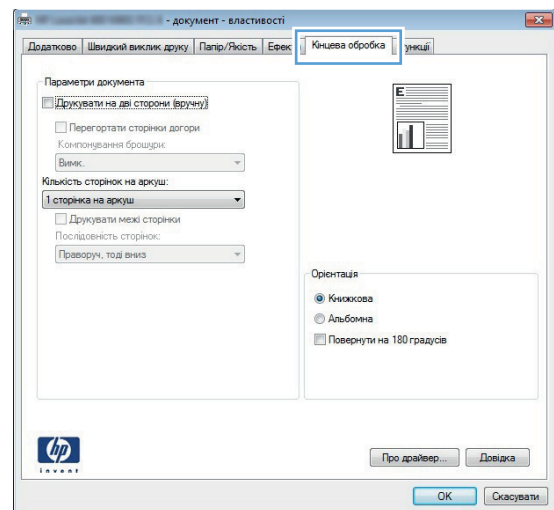 - документ - властивості
Додатково
Швидкий виклик друку
Папір/Якість
Ефек
Кінцева обробка
ункції
Параметри документа
Друкувати на дві сторони (вручну)
Перегортати сторінки догори
Компонування брошури:
Вимк.
Кількість сторінок на аркуш:
1 сторінка на аркуш
Друкувати межі сторінки
Послідовність сторінок:
Праворуч, тоді вниз
E
Орієнтація
Книжкова
Альбомна
Повернути на 180 градусів
hp
invent
Про драйвер...
Довідка
OK
Скасувати